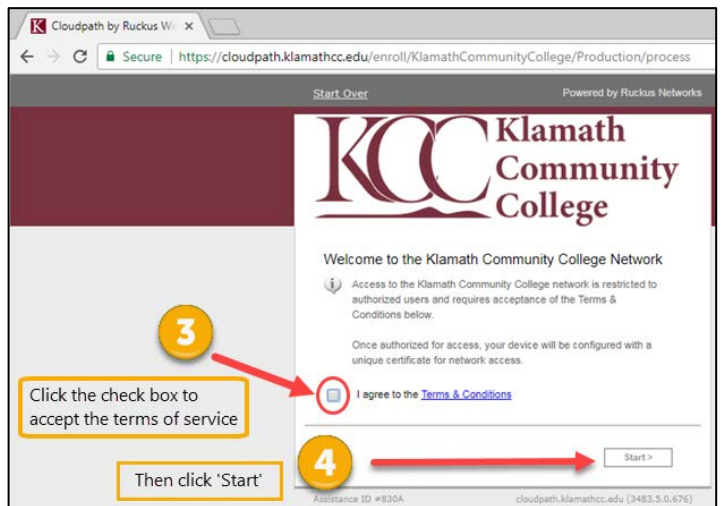 Cloudpath by Ruckus Wi
Secure | https://cloudpath.klamathcc.edu/enroll/KlamathCommunityCollege/Production/process
Start Over
Powered by Ruckus Networks
KCC
Klamath
Community
College
Welcome to the Klamath Community College Network
Access to the Klamath Community College network is restricted to
authorized users and requires acceptance of the Terms &
Conditions below.
Once authorized for access, your device will be configured with a
unique certificate for network access.
3
Click the check box to
accept the terms of service
I agree to the Terms & Conditions
4
Start >
Then click 'Start'
Assistance ID #830A
cloudpath.klamathcc.edu (3483.5.0.676)